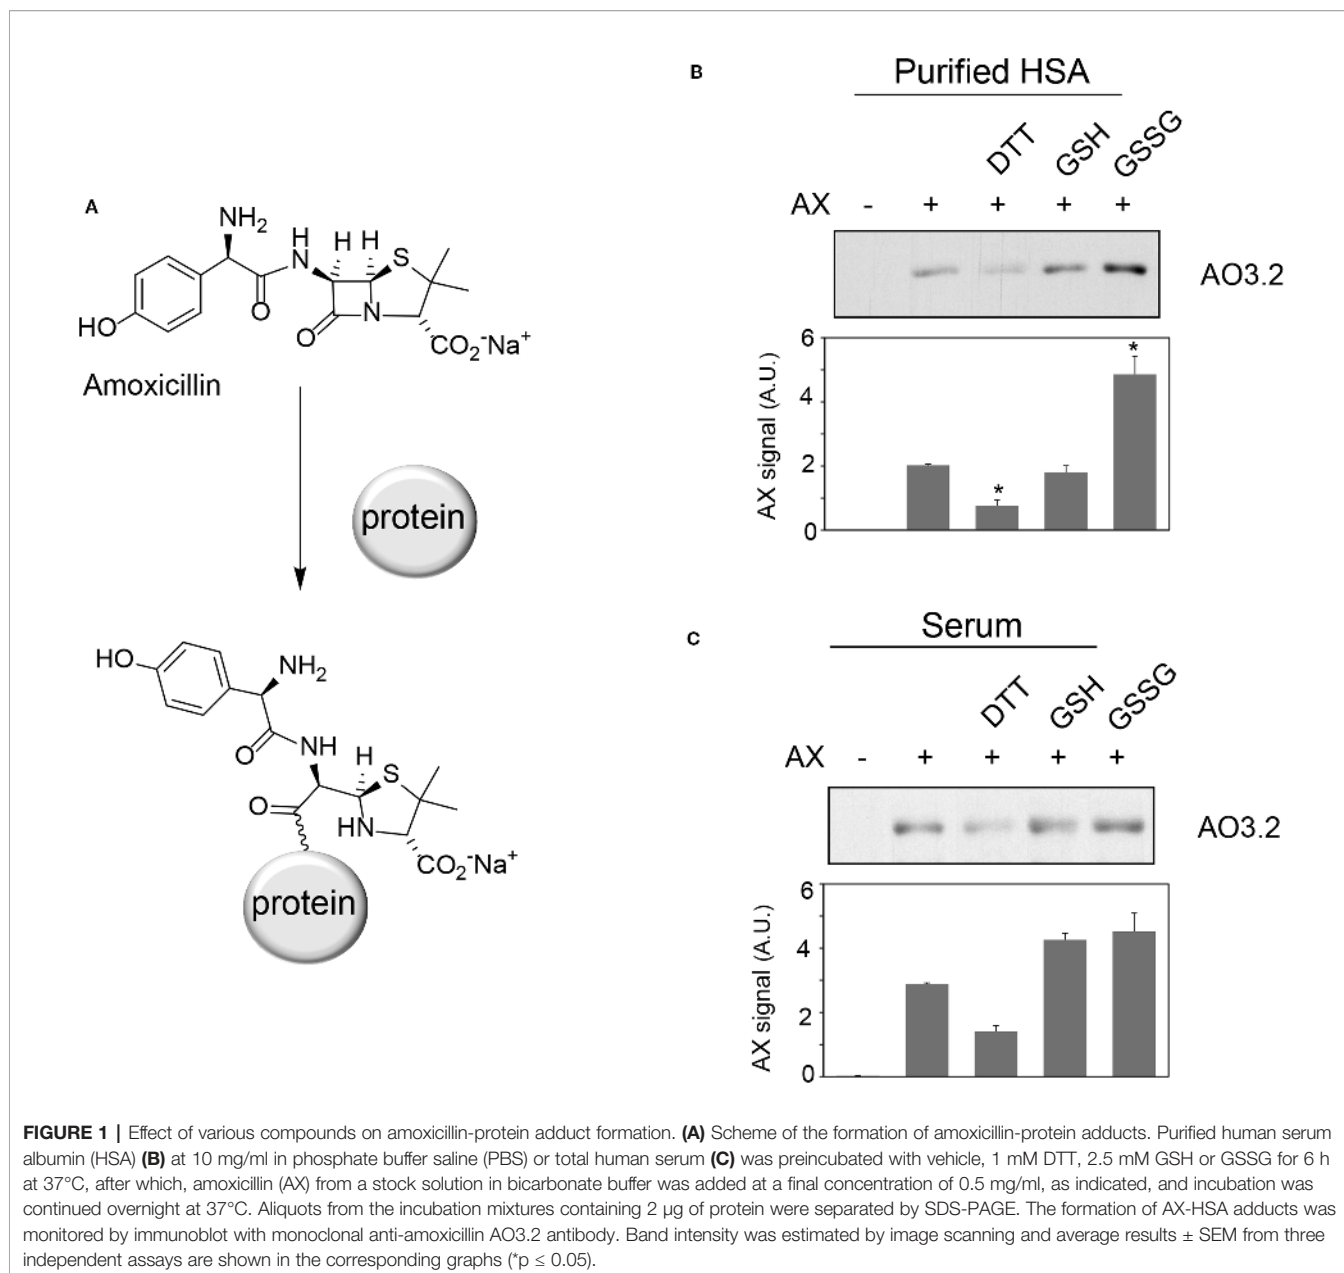 A
NH2
H
N
H H
S
O
N
O
HO
CO2-Na+
Amoxicillin
protein
HO
NH2
O
NH
H
S
O
HN
CO2-Na+
protein
B
Purified HSA
DTT
GSH
GSSG
AX - + + + +
AO3.2
AX signal (A.U.)
6
4
2
0
*
*
C
Serum
DTT
GSH
GSSG
AX - + + + +
AO3.2
AX signal (A.U.)
6
4
2
0
FIGURE 1 | Effect of various compounds on amoxicillin-protein adduct formation. (A) Scheme of the formation of amoxicillin-protein adducts. Purified human serum
albumin (HSA) (B) at 10 mg/ml in phosphate buffer saline (PBS) or total human serum (C) was preincubated with vehicle, 1 mM DTT, 2.5 mM GSH or GSSG for 6 h
at 37°C, after which, amoxicillin (AX) from a stock solution in bicarbonate buffer was added at a final concentration of 0.5 mg/ml, as indicated, and incubation was
continued overnight at 37°C. Aliquots from the incubation mixtures containing 2 µg of protein were separated by SDS-PAGE. The formation of AX-HSA adducts was
monitored by immunoblot with monoclonal anti-amoxicillin AO3.2 antibody. Band intensity was estimated by image scanning and average results ± SEM from three
independent assays are shown in the corresponding graphs (*p ≤ 0.05).